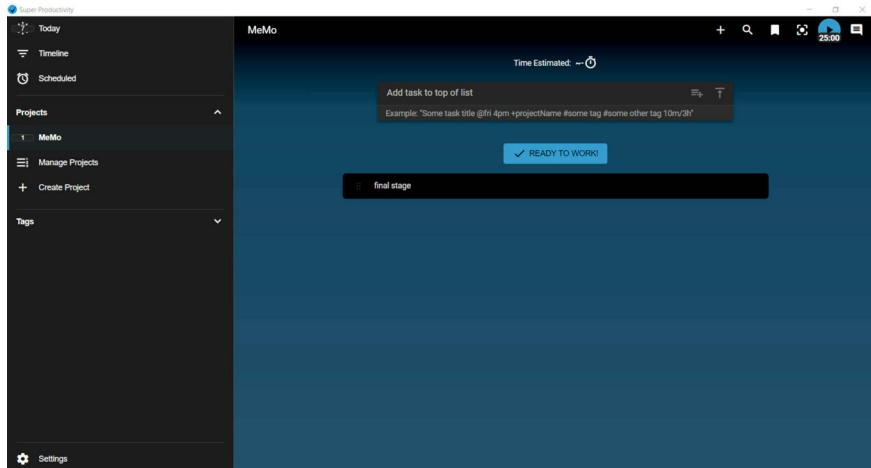 Super Productivity
Today
Timeline
Scheduled
Projects
1 MeMo
Manage Projects
Create Project
Tags
Settings
MeMo
25:00
Time Estimated: ~-
Add task to top of list
Example: "Some task title @fri 4pm +projectName #some tag #some other tag 10m/3h"
READY TO WORK!
final stage